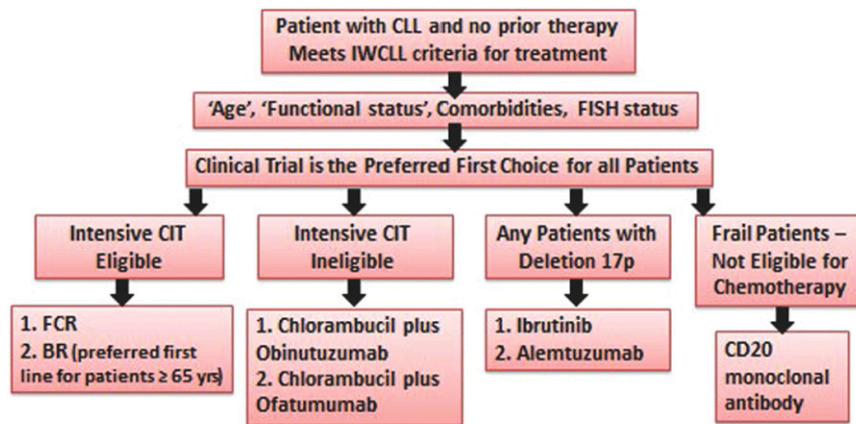 Patient with CLL and no prior therapy
Meets IWCLL criteria for treatment
'Age', 'Functional status', Comorbidities, FISH status
Clinical Trial is the Preferred First Choice for all Patients
Intensive CIT
Eligible
1. FCR
2. BR (preferred first
line for patients ≥ 65 yrs)
Intensive CIT
Ineligible
1. Chlorambucil plus
Obinutuzumab
2. Chlorambucil plus
Ofatumumab
Any Patients with
Deletion 17p
1. Ibrutinib
2. Alemtuzumab
Frail Patients –
Not Eligible for
Chemotherapy
CD20
monoclonal
antibody